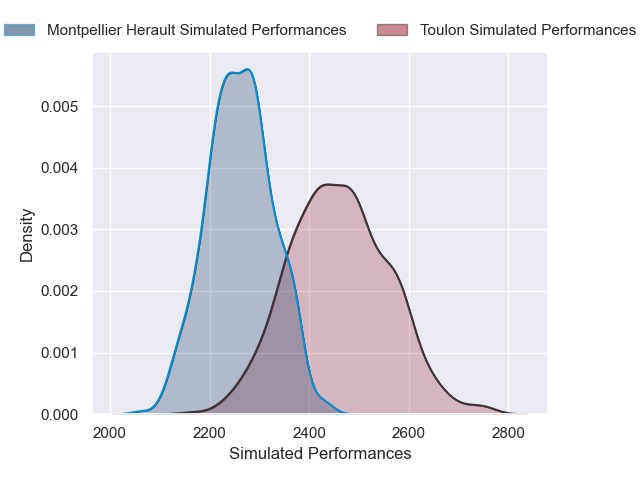 Montpellier Herault Simulated Performances
Toulon Simulated Performances
Density
0.005
0.004
0.003
0.002
0.001
0.000
2000
2200
2400
2600
2800
Simulated Performances